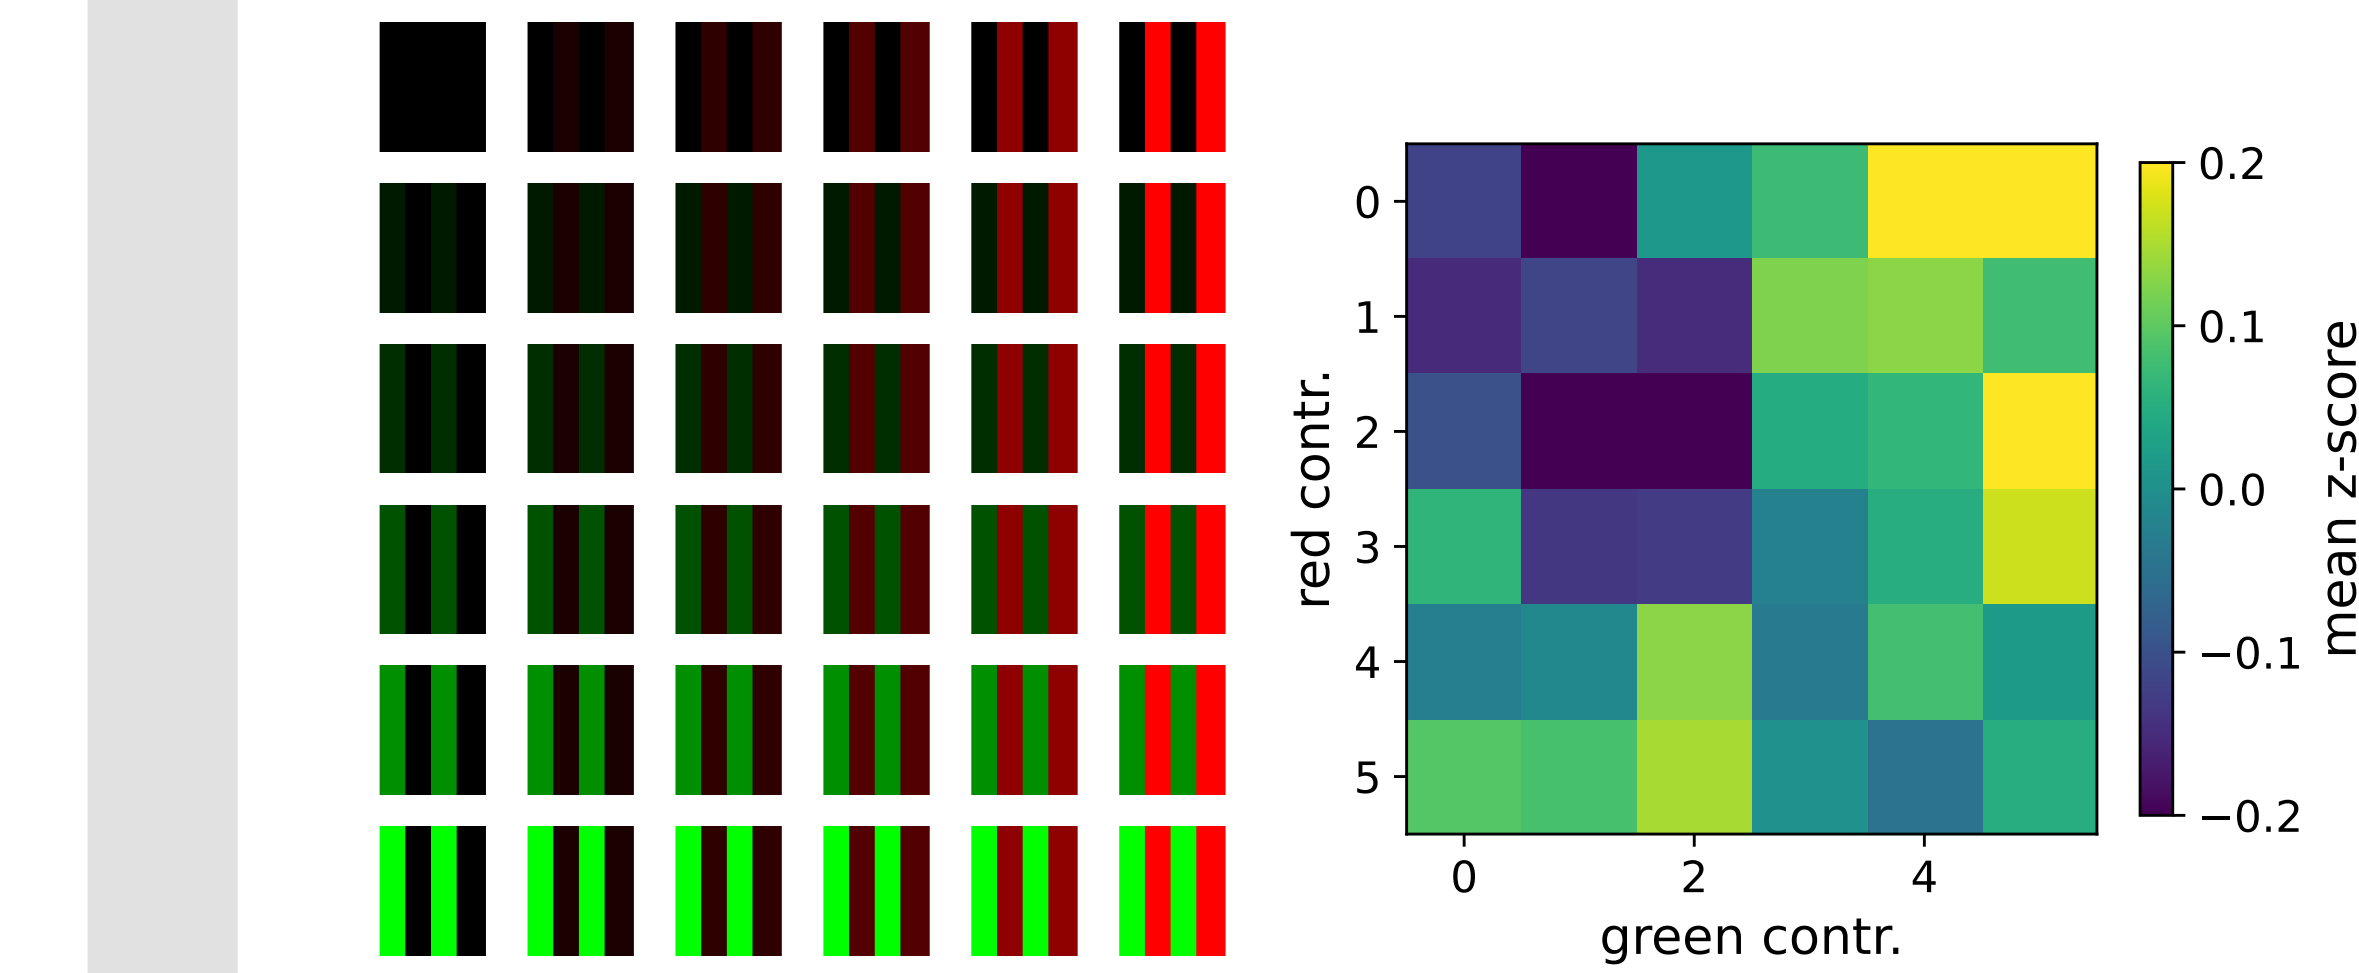 0
1
2
3
4
5
red contr.
0 2 4
green contr.
0.2
0.1
0.0
−0.1
−0.2
mean z-score